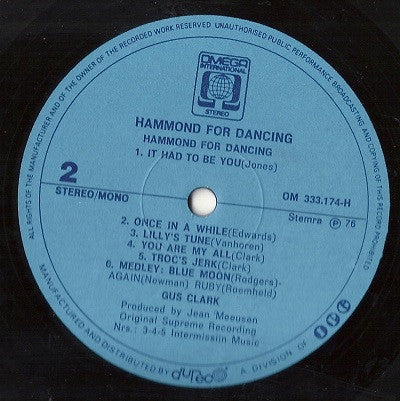 ALL RIGHTS OF THE MANUFACTURER AND OF THE OWNER OF THE RECORDED WORK RESERVED UNAUTHORISED PUBLIC PERFORMANCE BROADCASTING AND COPYING OF THIS RECORD PROHIBITED
OMEGA
INTERNATIONAL
STEREO
HAMMOND FOR DANCING
HAMMOND FOR DANCING
1. IT HAD TO BE YOU(Jones)
2
STEREO/MONO
OM 333.174-H
Stemra Ⓟ 76
2. ONCE IN A WHILE(Edwards)
3. LILLY'S TUNE(Vanhoren)
4. YOU ARE MY ALL(Clark)
5. TROC'S JERK(Clark)
6. MEDLEY: BLUE MOON(Rodgers)-
AGAIN(Newman) RUBY(Roemheld)
GUS CLARK
Produced by Jean Meeusen
Original Supreme Recording
Nrs.: 3-4-5 Intermissin Music
MANUFACTURED AND DISTRIBUTED BY dureco A DIVISION OF